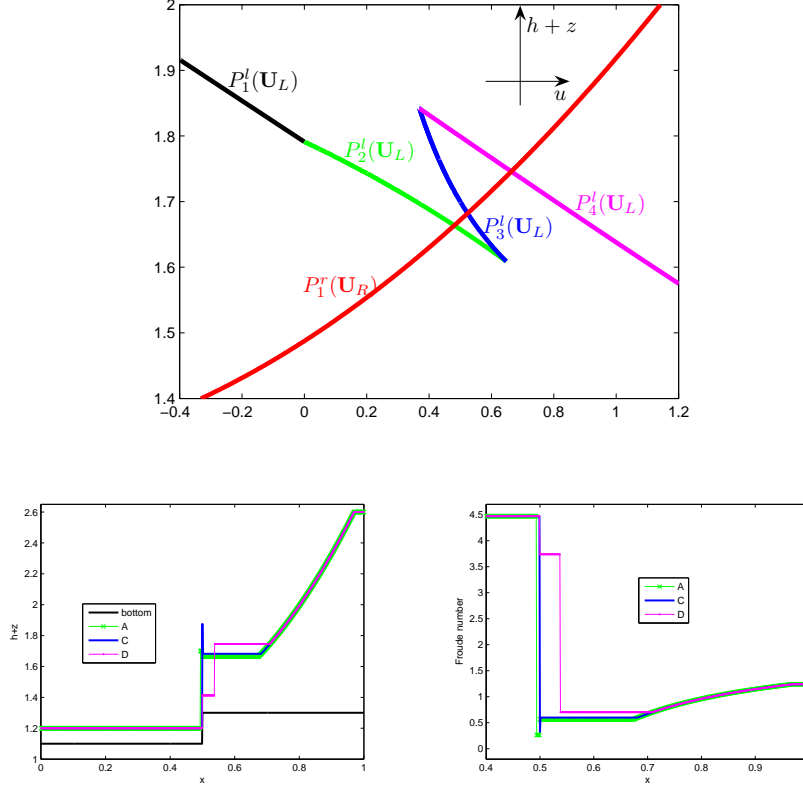 2
1.9
1.8
1.7
1.6
1.5
1.4
−0.4 −0.2 0 0.2 0.4 0.6 0.8 1 1.2
h + z
u
P_1^l(U_L)
P_2^l(U_L)
P_3^l(U_L)
P_4^l(U_L)
P_1^r(U_R)
2.6
2.4
2.2
2
1.8
1.6
1.4
1.2
1
h+z
bottom
A
C
D
0 0.2 0.4 0.6 0.8 1
x
4.5
4
3.5
3
2.5
2
1.5
1
0.5
0
Froude number
A
C
D
0.4 0.5 0.6 0.7 0.8 0.9
x